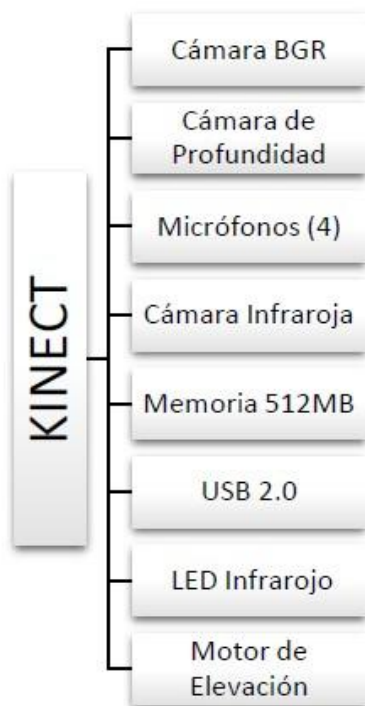 KINECT
Cámara BGR
Cámara de
Profundidad
Micrófonos (4)
Cámara Infraroja
Memoria 512MB
USB 2.0
LED Infrarojo
Motor de
Elevación